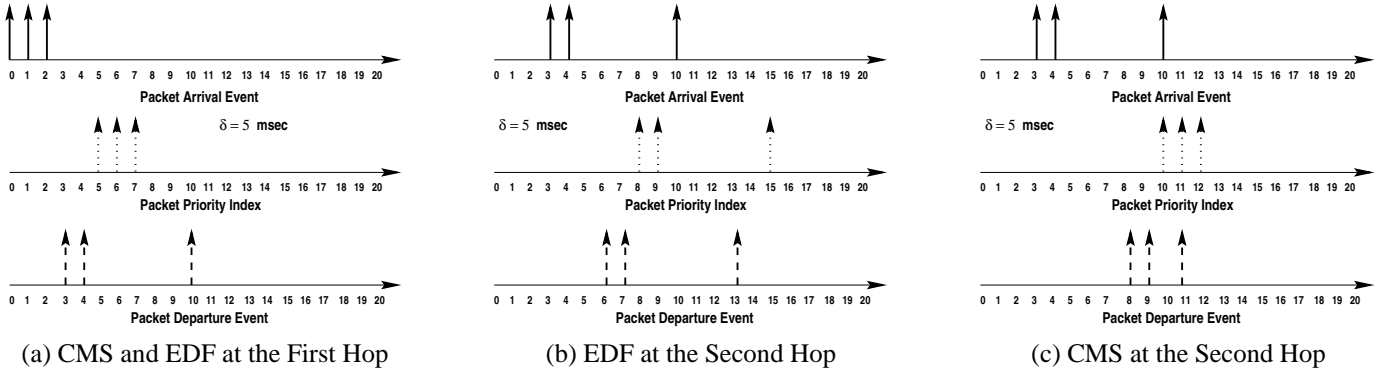 0 1 2 3 4 5 6 7 8 9 10 11 12 13 14 15 16 17 18 19 20
Packet Arrival Event
δ = 5 msec
0 1 2 3 4 5 6 7 8 9 10 11 12 13 14 15 16 17 18 19 20
Packet Priority Index
0 1 2 3 4 5 6 7 8 9 10 11 12 13 14 15 16 17 18 19 20
Packet Departure Event
(a) CMS and EDF at the First Hop
0 1 2 3 4 5 6 7 8 9 10 11 12 13 14 15 16 17 18 19 20
Packet Arrival Event
δ = 5 msec
0 1 2 3 4 5 6 7 8 9 10 11 12 13 14 15 16 17 18 19 20
Packet Priority Index
0 1 2 3 4 5 6 7 8 9 10 11 12 13 14 15 16 17 18 19 20
Packet Departure Event
(b) EDF at the Second Hop
0 1 2 3 4 5 6 7 8 9 10 11 12 13 14 15 16 17 18 19 20
Packet Arrival Event
δ = 5 msec
0 1 2 3 4 5 6 7 8 9 10 11 12 13 14 15 16 17 18 19 20
Packet Priority Index
0 1 2 3 4 5 6 7 8 9 10 11 12 13 14 15 16 17 18 19 20
Packet Departure Event
(c) CMS at the Second Hop